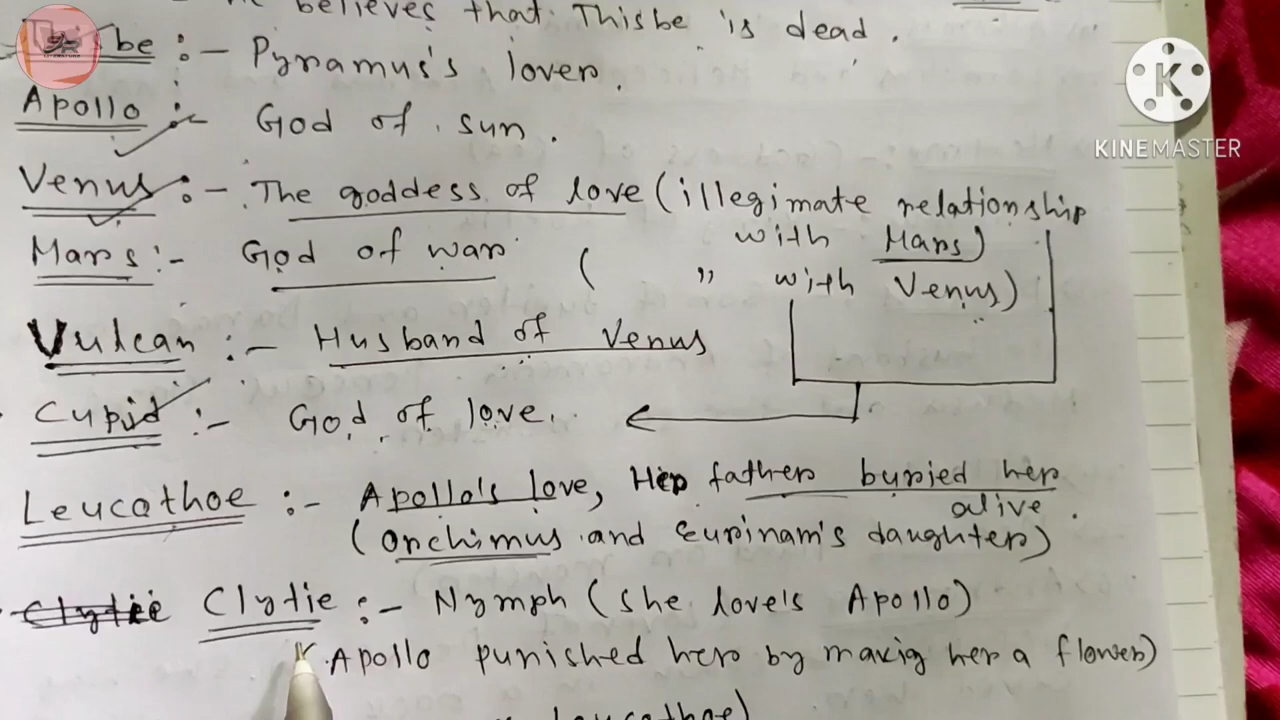 he believes that Thisbe is dead.
be :- Pyramus's lover.
Apollo :- God of sun.
Venus :- The goddess of love (illegimate relationship
with Mars)
Mars :- God of war ( " with Venus)
Vulcan :- Husband of Venus
Cupid :- God of love.
Leucathoe :- Apollo's love, Her father buried her
alive.
(Orchimus and Eurinam's daughter)
Clytie Clytie :- Nymph (she love's Apollo)
Apollo punished her by makig her a flower)
Leucathoe)
KINEMASTER